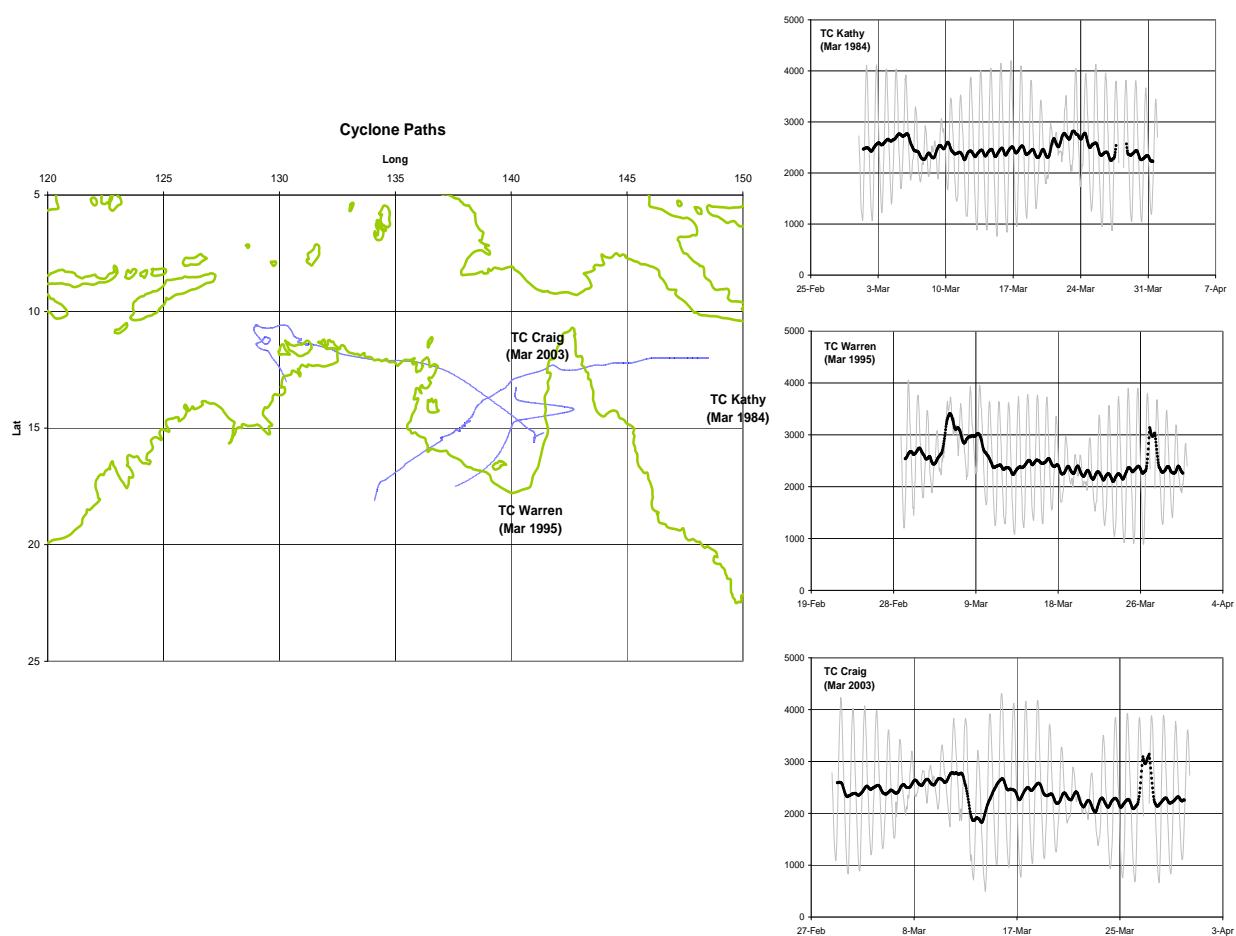 Cyclone Paths
Long
120 125 130 135 140 145 150
5
10
15
20
25
Lat
TC Craig
(Mar 2003)
TC Kathy
(Mar 1984)
TC Warren
(Mar 1995)
5000
4000
3000
2000
1000
0
TC Kathy
(Mar 1984)
25-Feb 3-Mar 10-Mar 17-Mar 24-Mar 31-Mar 7-Apr
5000
4000
3000
2000
1000
0
TC Warren
(Mar 1995)
19-Feb 28-Feb 9-Mar 18-Mar 26-Mar 4-Apr
5000
4000
3000
2000
1000
0
TC Craig
(Mar 2003)
27-Feb 8-Mar 17-Mar 25-Mar 3-Apr